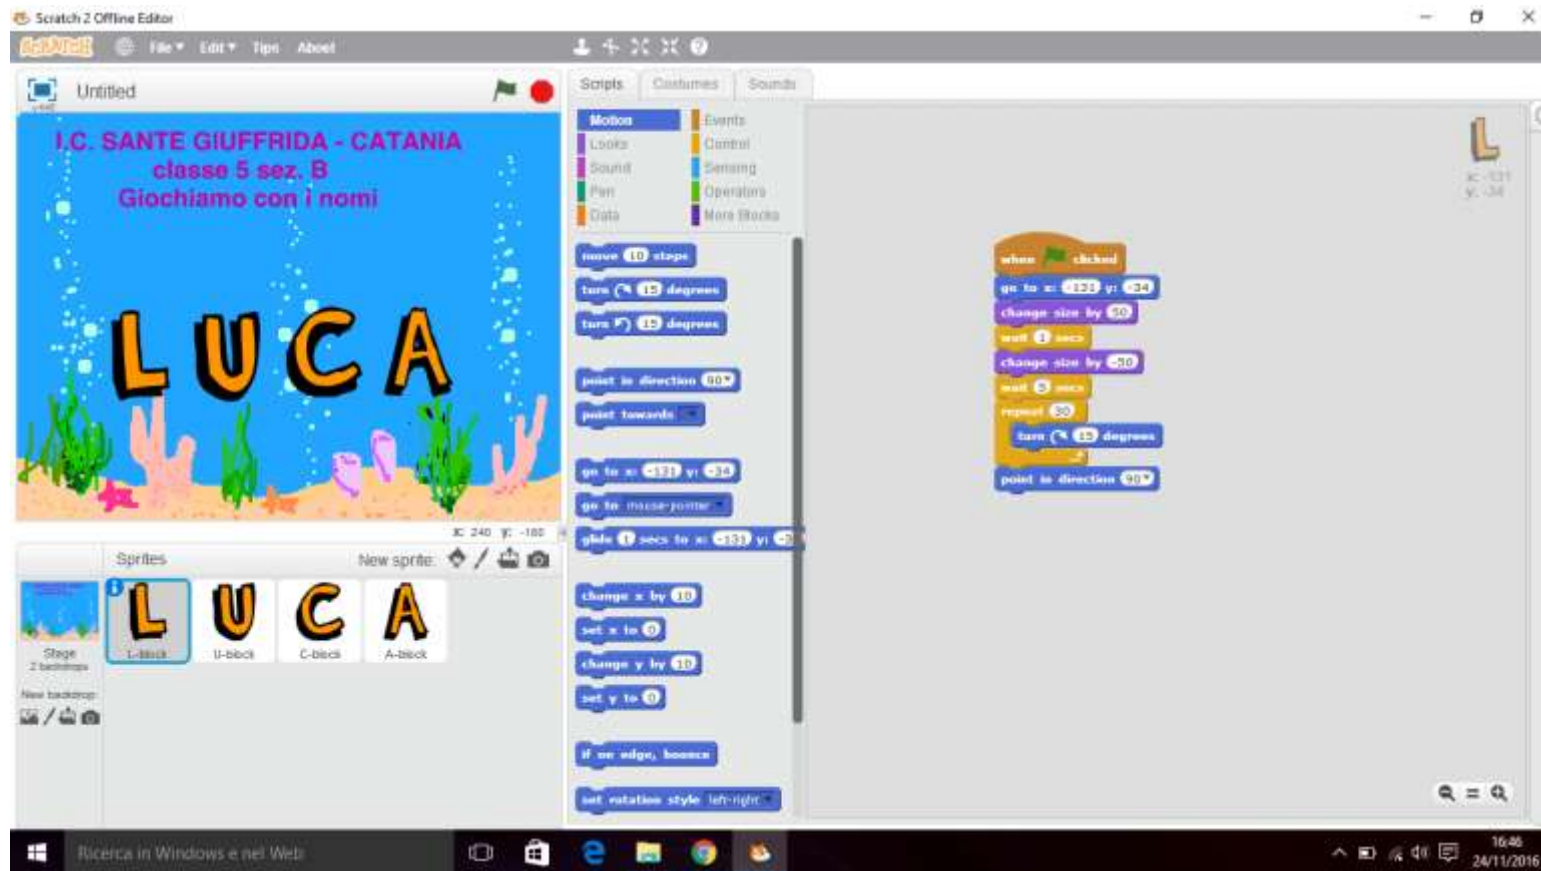 Scratch 2 Offline Editor
SCRATCH File Edit Tips About
Untitled
I.C. SANTE GIUFFRIDA - CATANIA
classe 5 sez. B
Giochiamo con i nomi
LUCA
X: 240 y: -180
Sprites
New sprite:
L
U
C
A
Stage
2 backdrops
L-block
U-block
C-block
A-block
New backdrop:
Scripts
Costumes
Sounds
Motion
Events
Looks
Control
Sound
Sensing
Pen
Operators
Data
More Blocks
move 10 steps
turn 15 degrees
turn 15 degrees
point in direction 90
point towards
go to x: -131 y: -34
go to mouse-pointer
glide 1 secs to x: -131 y: -3
change x by 10
set x to 0
change y by 10
set y to 0
if on edge, bounce
set rotation style left-right
L
x: -131
y: -34
when clicked
go to x: -131 y: -34
change size by 50
wait 1 secs
change size by -50
wait 5 secs
repeat 30
turn 15 degrees
point in direction 90
Ricerca in Windows e nel Web
16:46
24/11/2016